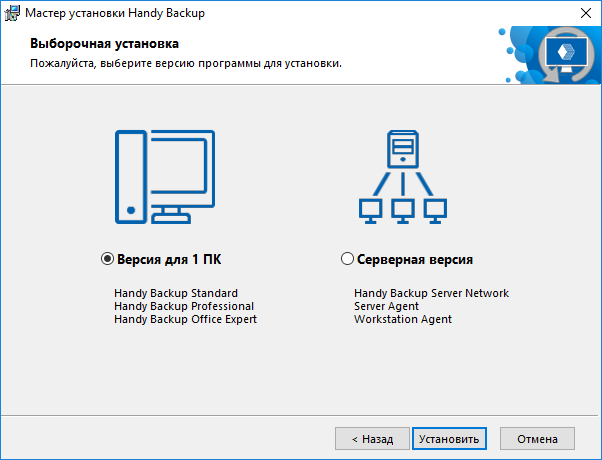 Мастер установки Handy Backup
Выборочная установка
Пожалуйста, выберите версию программы для установки.
Версия для 1 ПК
Handy Backup Standard
Handy Backup Professional
Handy Backup Office Expert
Серверная версия
Handy Backup Server Network
Server Agent
Workstation Agent
< Назад
Установить
Отмена